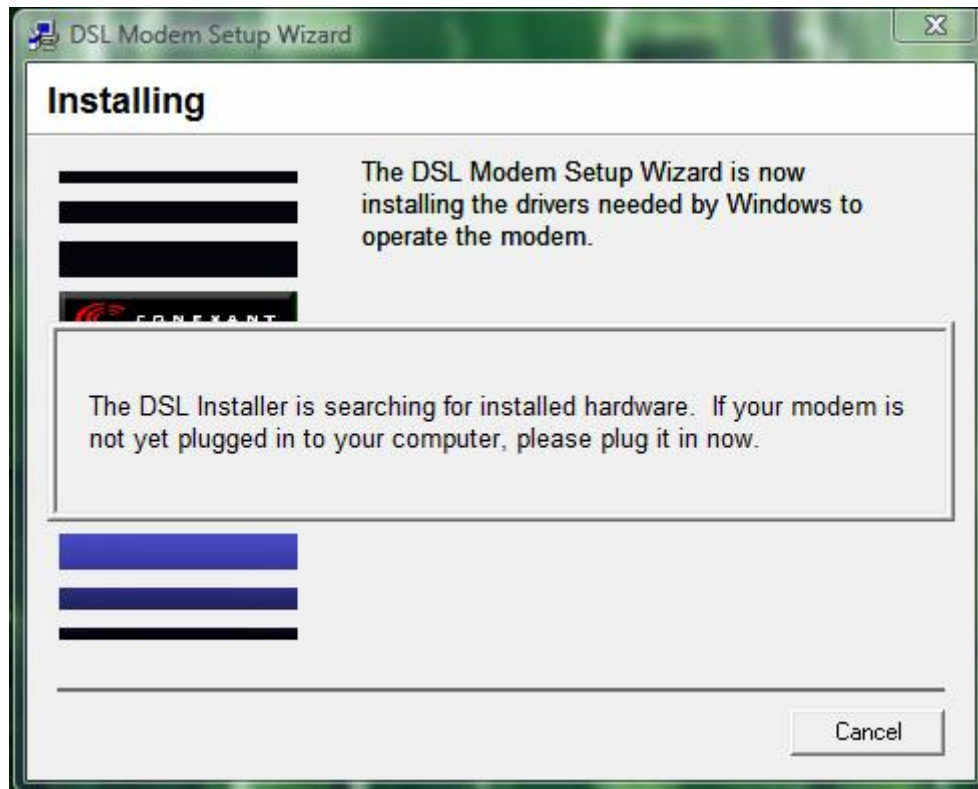 DSL Modem Setup Wizard
Installing
The DSL Modem Setup Wizard is now
installing the drivers needed by Windows to
operate the modem.
CONEXANT
The DSL Installer is searching for installed hardware.  If your modem is
not yet plugged in to your computer, please plug it in now.
Cancel